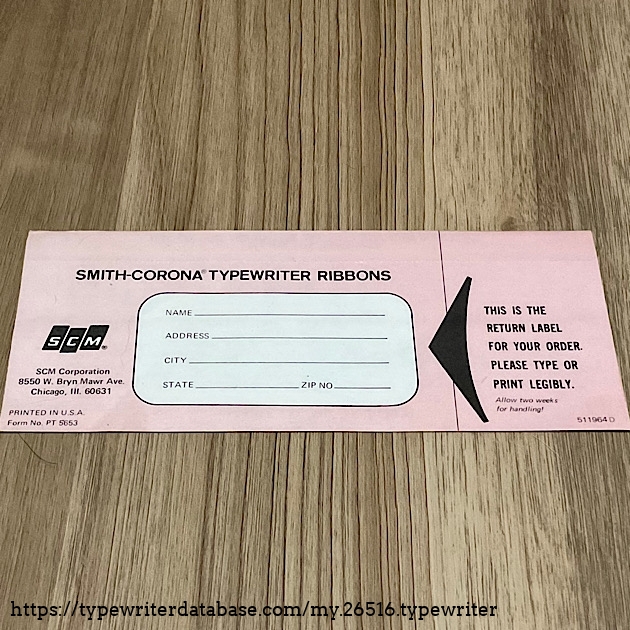 SMITH-CORONA® TYPEWRITER RIBBONS
NAME
ADDRESS
CITY
STATE ZIP NO.
SCM®
SCM Corporation
8550 W. Bryn Mawr Ave.
Chicago, Ill. 60631
PRINTED IN U.S.A.
Form No. PT 5653
THIS IS THE
RETURN LABEL
FOR YOUR ORDER.
PLEASE TYPE OR
PRINT LEGIBLY.
Allow two weeks
for handling!
511964 D
https://typewriterdatabase.com/my.26516.typewriter